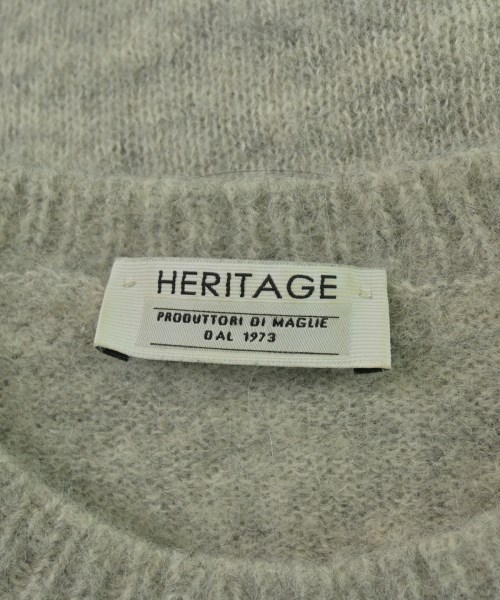 HERITAGE
PRODUTTORI DI MAGLIE
DAL 1973